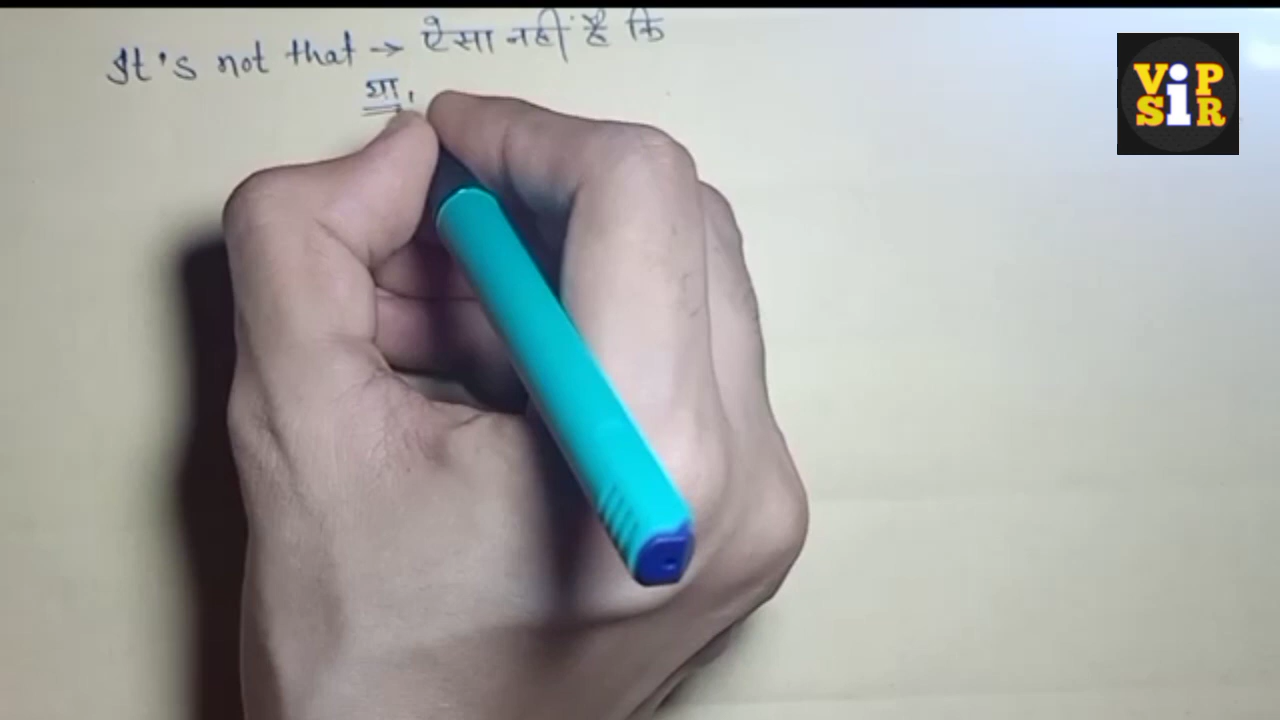 It's not that → ऐसा नहीं है कि
या,
VIP
SIR